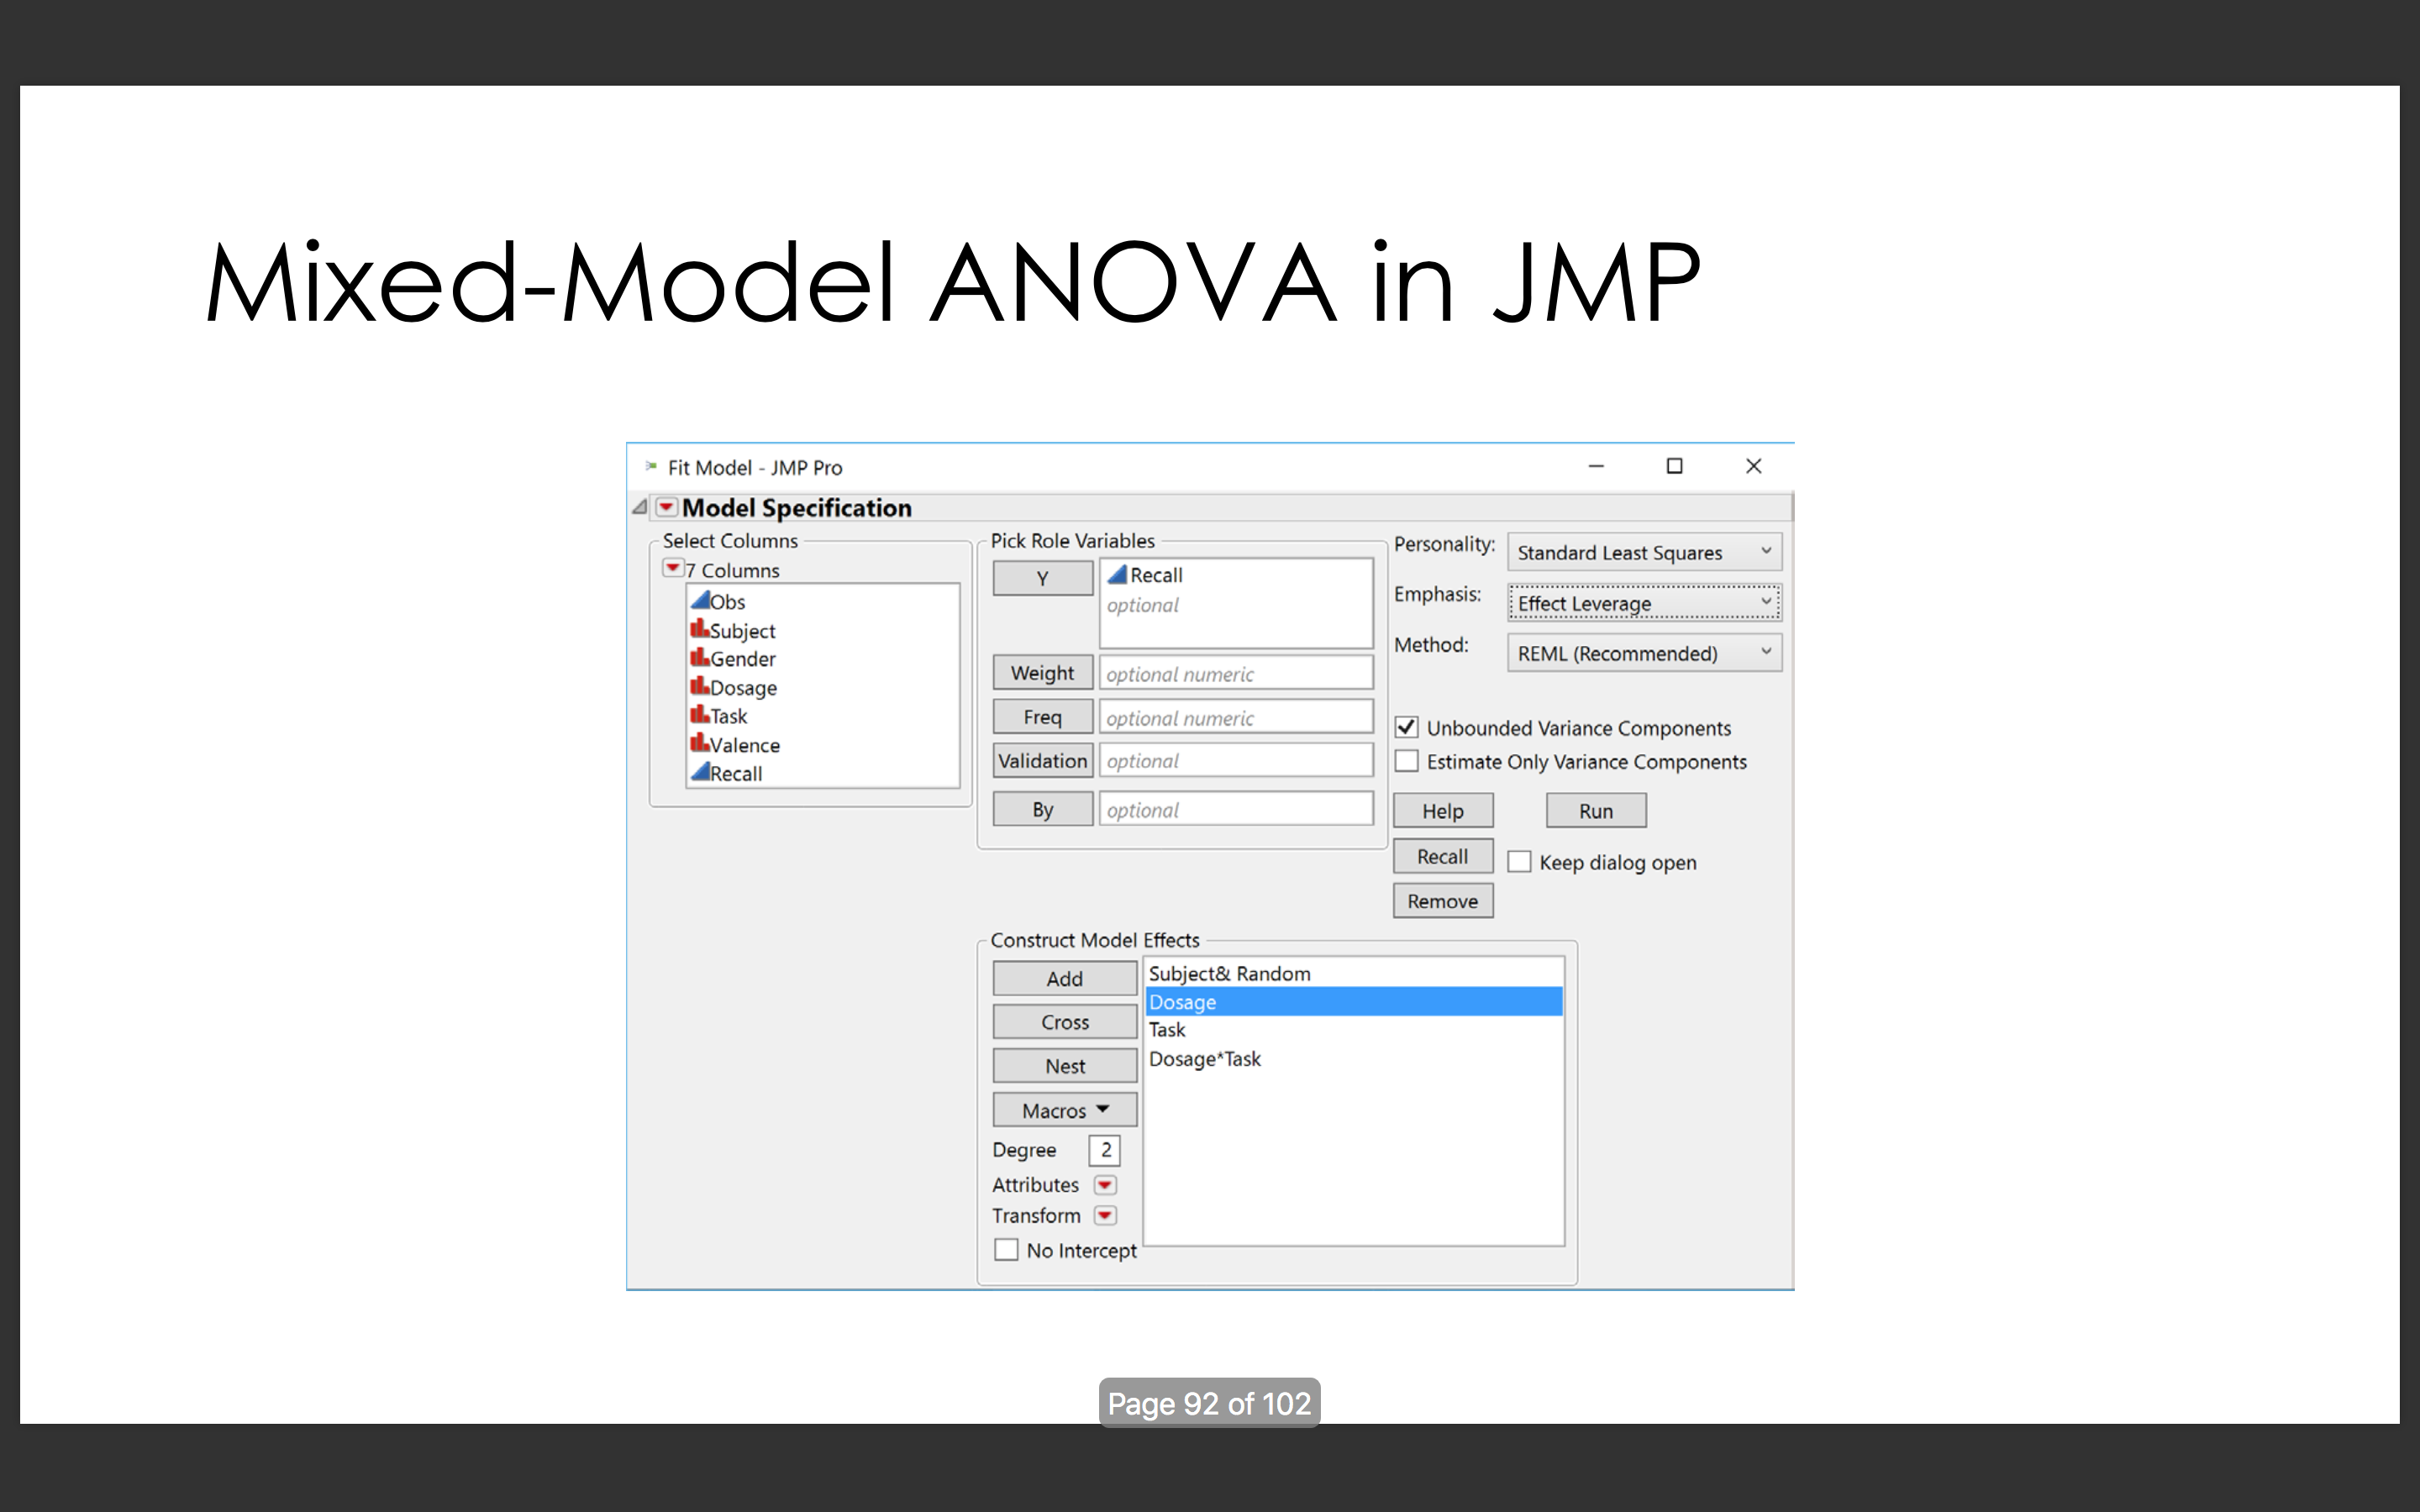 Mixed-Model ANOVA in JMP
Fit Model - JMP Pro
Model Specification
Select Columns
7 Columns
Obs
Subject
Gender
Dosage
Task
Valence
Recall
Pick Role Variables
Y
Recall
optional
Weight
optional numeric
Freq
optional numeric
Validation
optional
By
optional
Personality:
Standard Least Squares
Emphasis:
Effect Leverage
Method:
REML (Recommended)
Unbounded Variance Components
Estimate Only Variance Components
Help
Run
Recall
Keep dialog open
Remove
Construct Model Effects
Add
Cross
Nest
Macros
Degree 2
Attributes
Transform
No Intercept
Subject& Random
Dosage
Task
Dosage*Task
Page 92 of 102